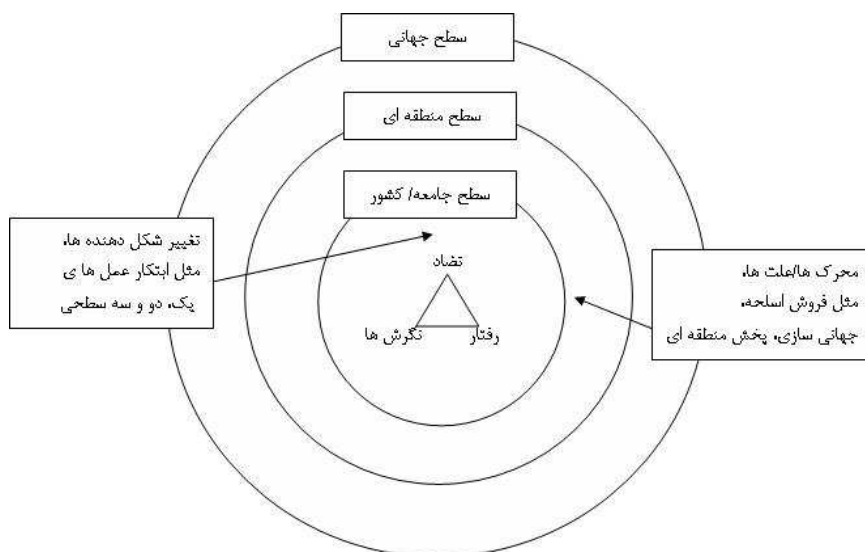 سطح جهانی
سطح منطقه ای
سطح جامعه/ کشور
تغییر شکل دهنده ها،
مثل ابتکار عمل ها ی
یک، دو و سه سطحی
تضاد
رفتار
نگرش ها
محرک ها/علت ها،
مثل فروش اسلحه،
جهانی سازی، پخش منطقه ای